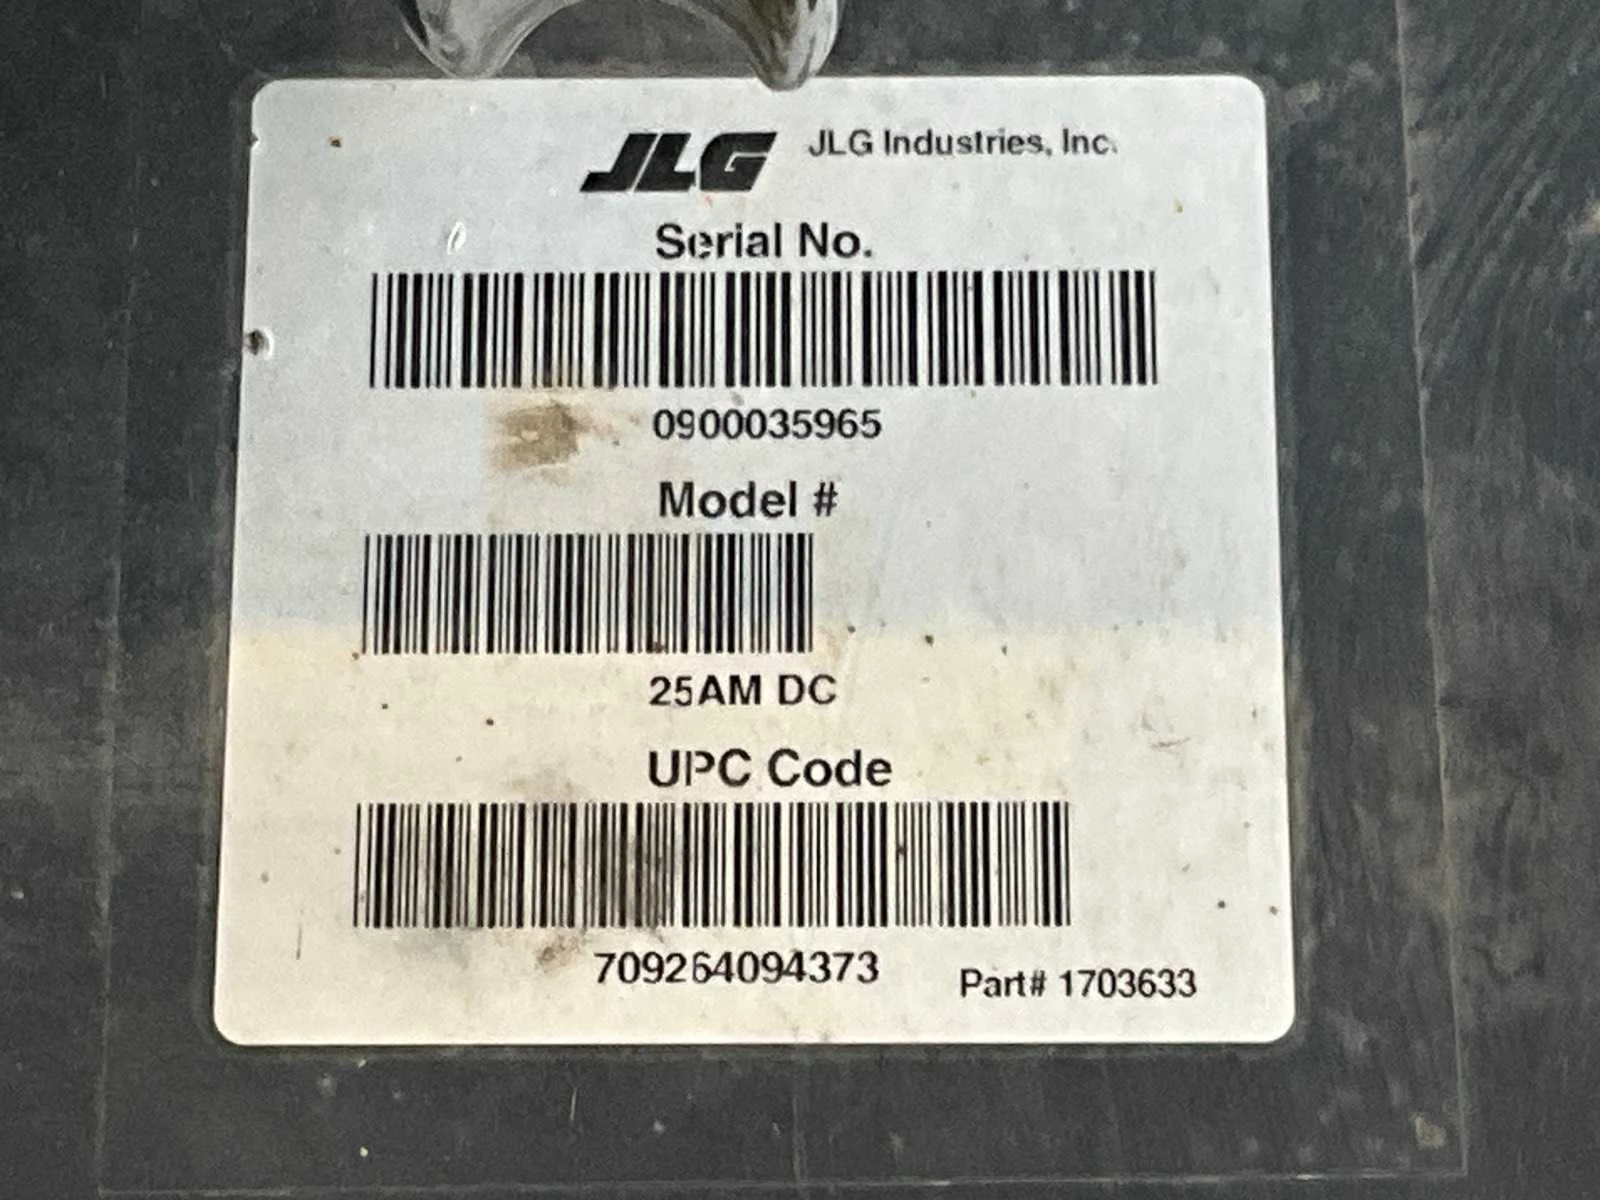 JLG JLG Industries, Inc.
Serial No.
0900035965
Model #
25AM DC
UPC Code
709264094373 Part# 1703633